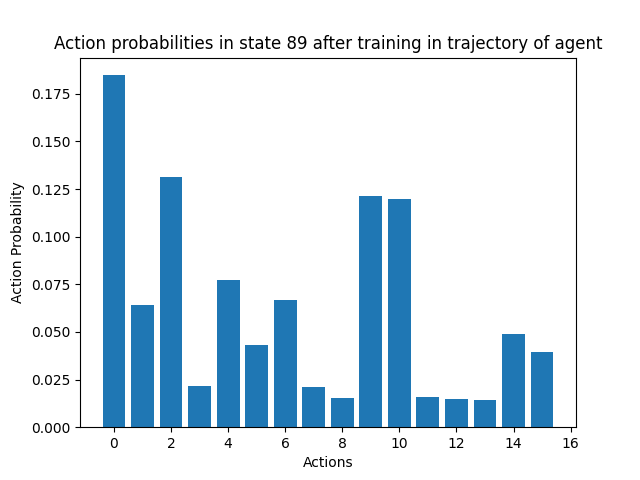 Action probabilities in state 89 after training in trajectory of agent
0.175
0.150
0.125
0.100
0.075
0.050
0.025
0.000
Action Probability
0 2 4 6 8 10 12 14 16
Actions